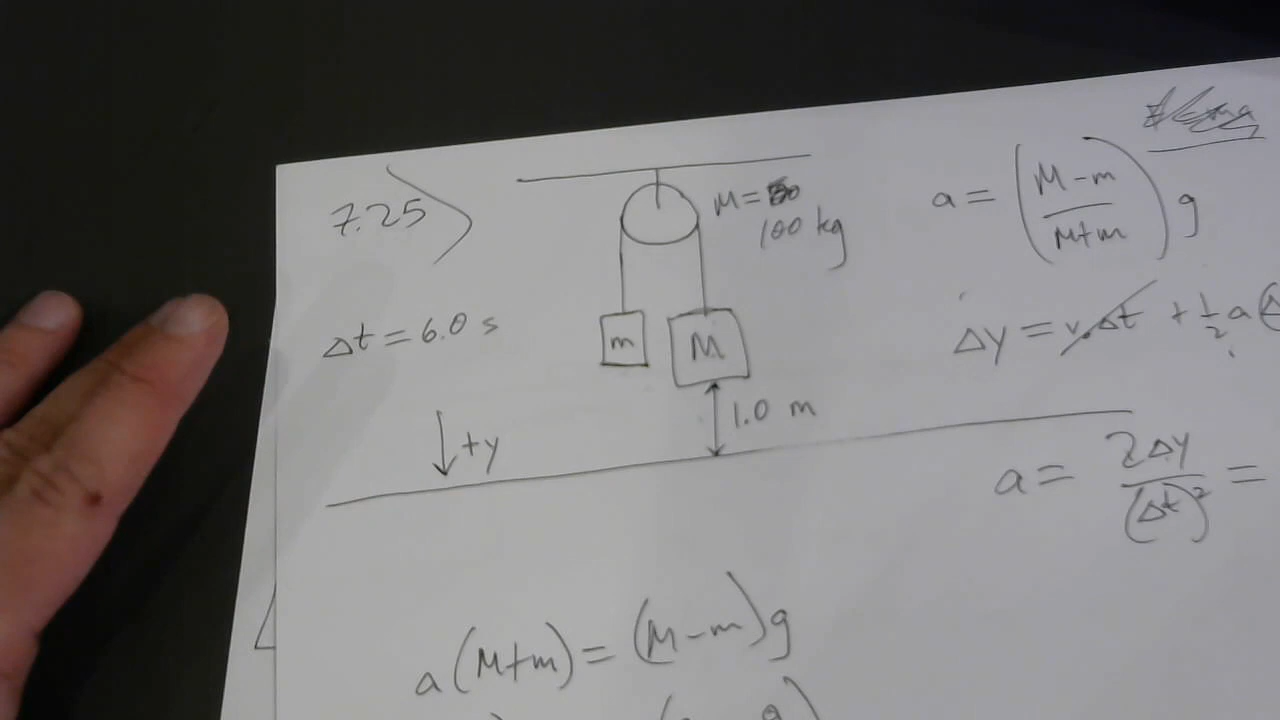 7.25)
M=
100 kg
Δt = 6.0 s
m
M
1.0 m
+y
a = (M-m / M+m) g
Δy = v₀Δt + 1/2 a(Δ
a = 2Δy / (Δt)² =
a(M+m) = (M-m)g